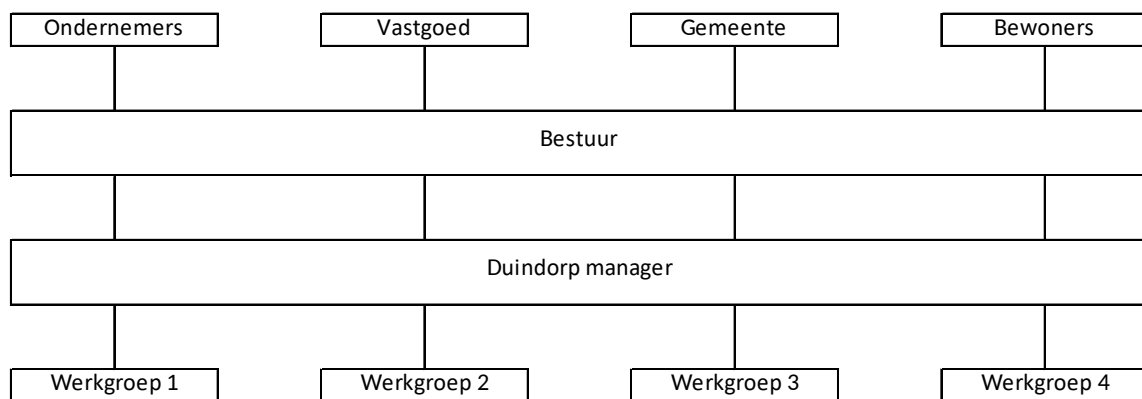 Ondernemers
Vastgoed
Gemeente
Bewoners
Bestuur
Duindorp manager
Werkgroep 1
Werkgroep 2
Werkgroep 3
Werkgroep 4